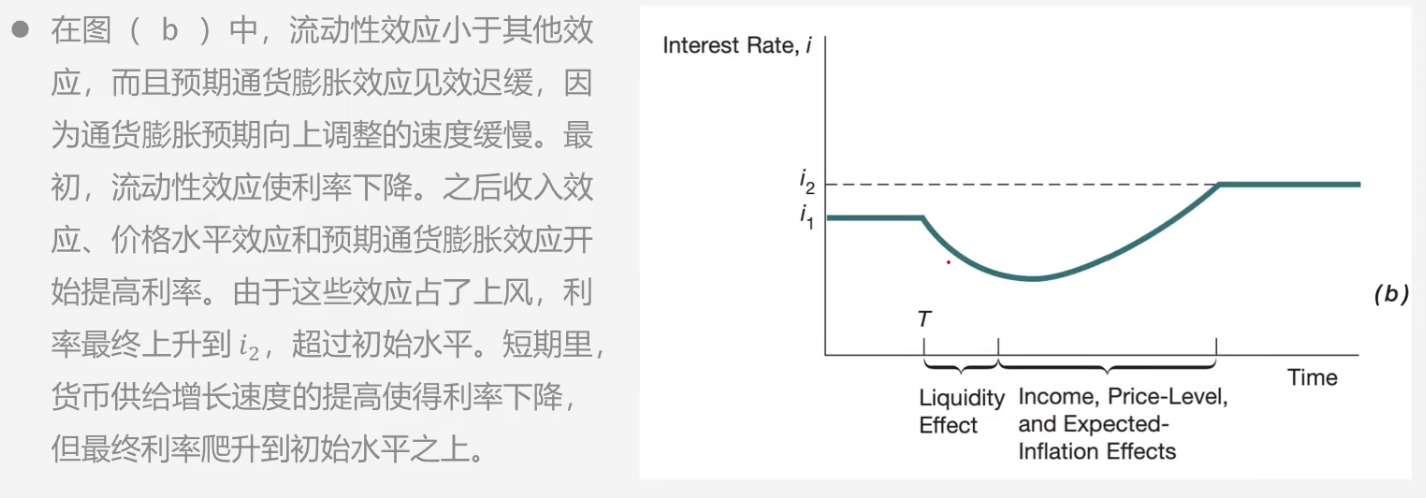 ● 在图（ b ）中，流动性效应小于其他效
应，而且预期通货膨胀效应见效迟缓，因
为通货膨胀预期向上调整的速度缓慢。最
初，流动性效应使利率下降。之后收入效
应、价格水平效应和预期通货膨胀效应开
始提高利率。由于这些效应占了上风，利
率最终上升到 i₂，超过初始水平。短期里，
货币供给增长速度的提高使得利率下降，
但最终利率爬升到初始水平之上。
Interest Rate, i
i₂
i₁
T
(b)
Time
Liquidity
Effect
Income, Price-Level,
and Expected-
Inflation Effects